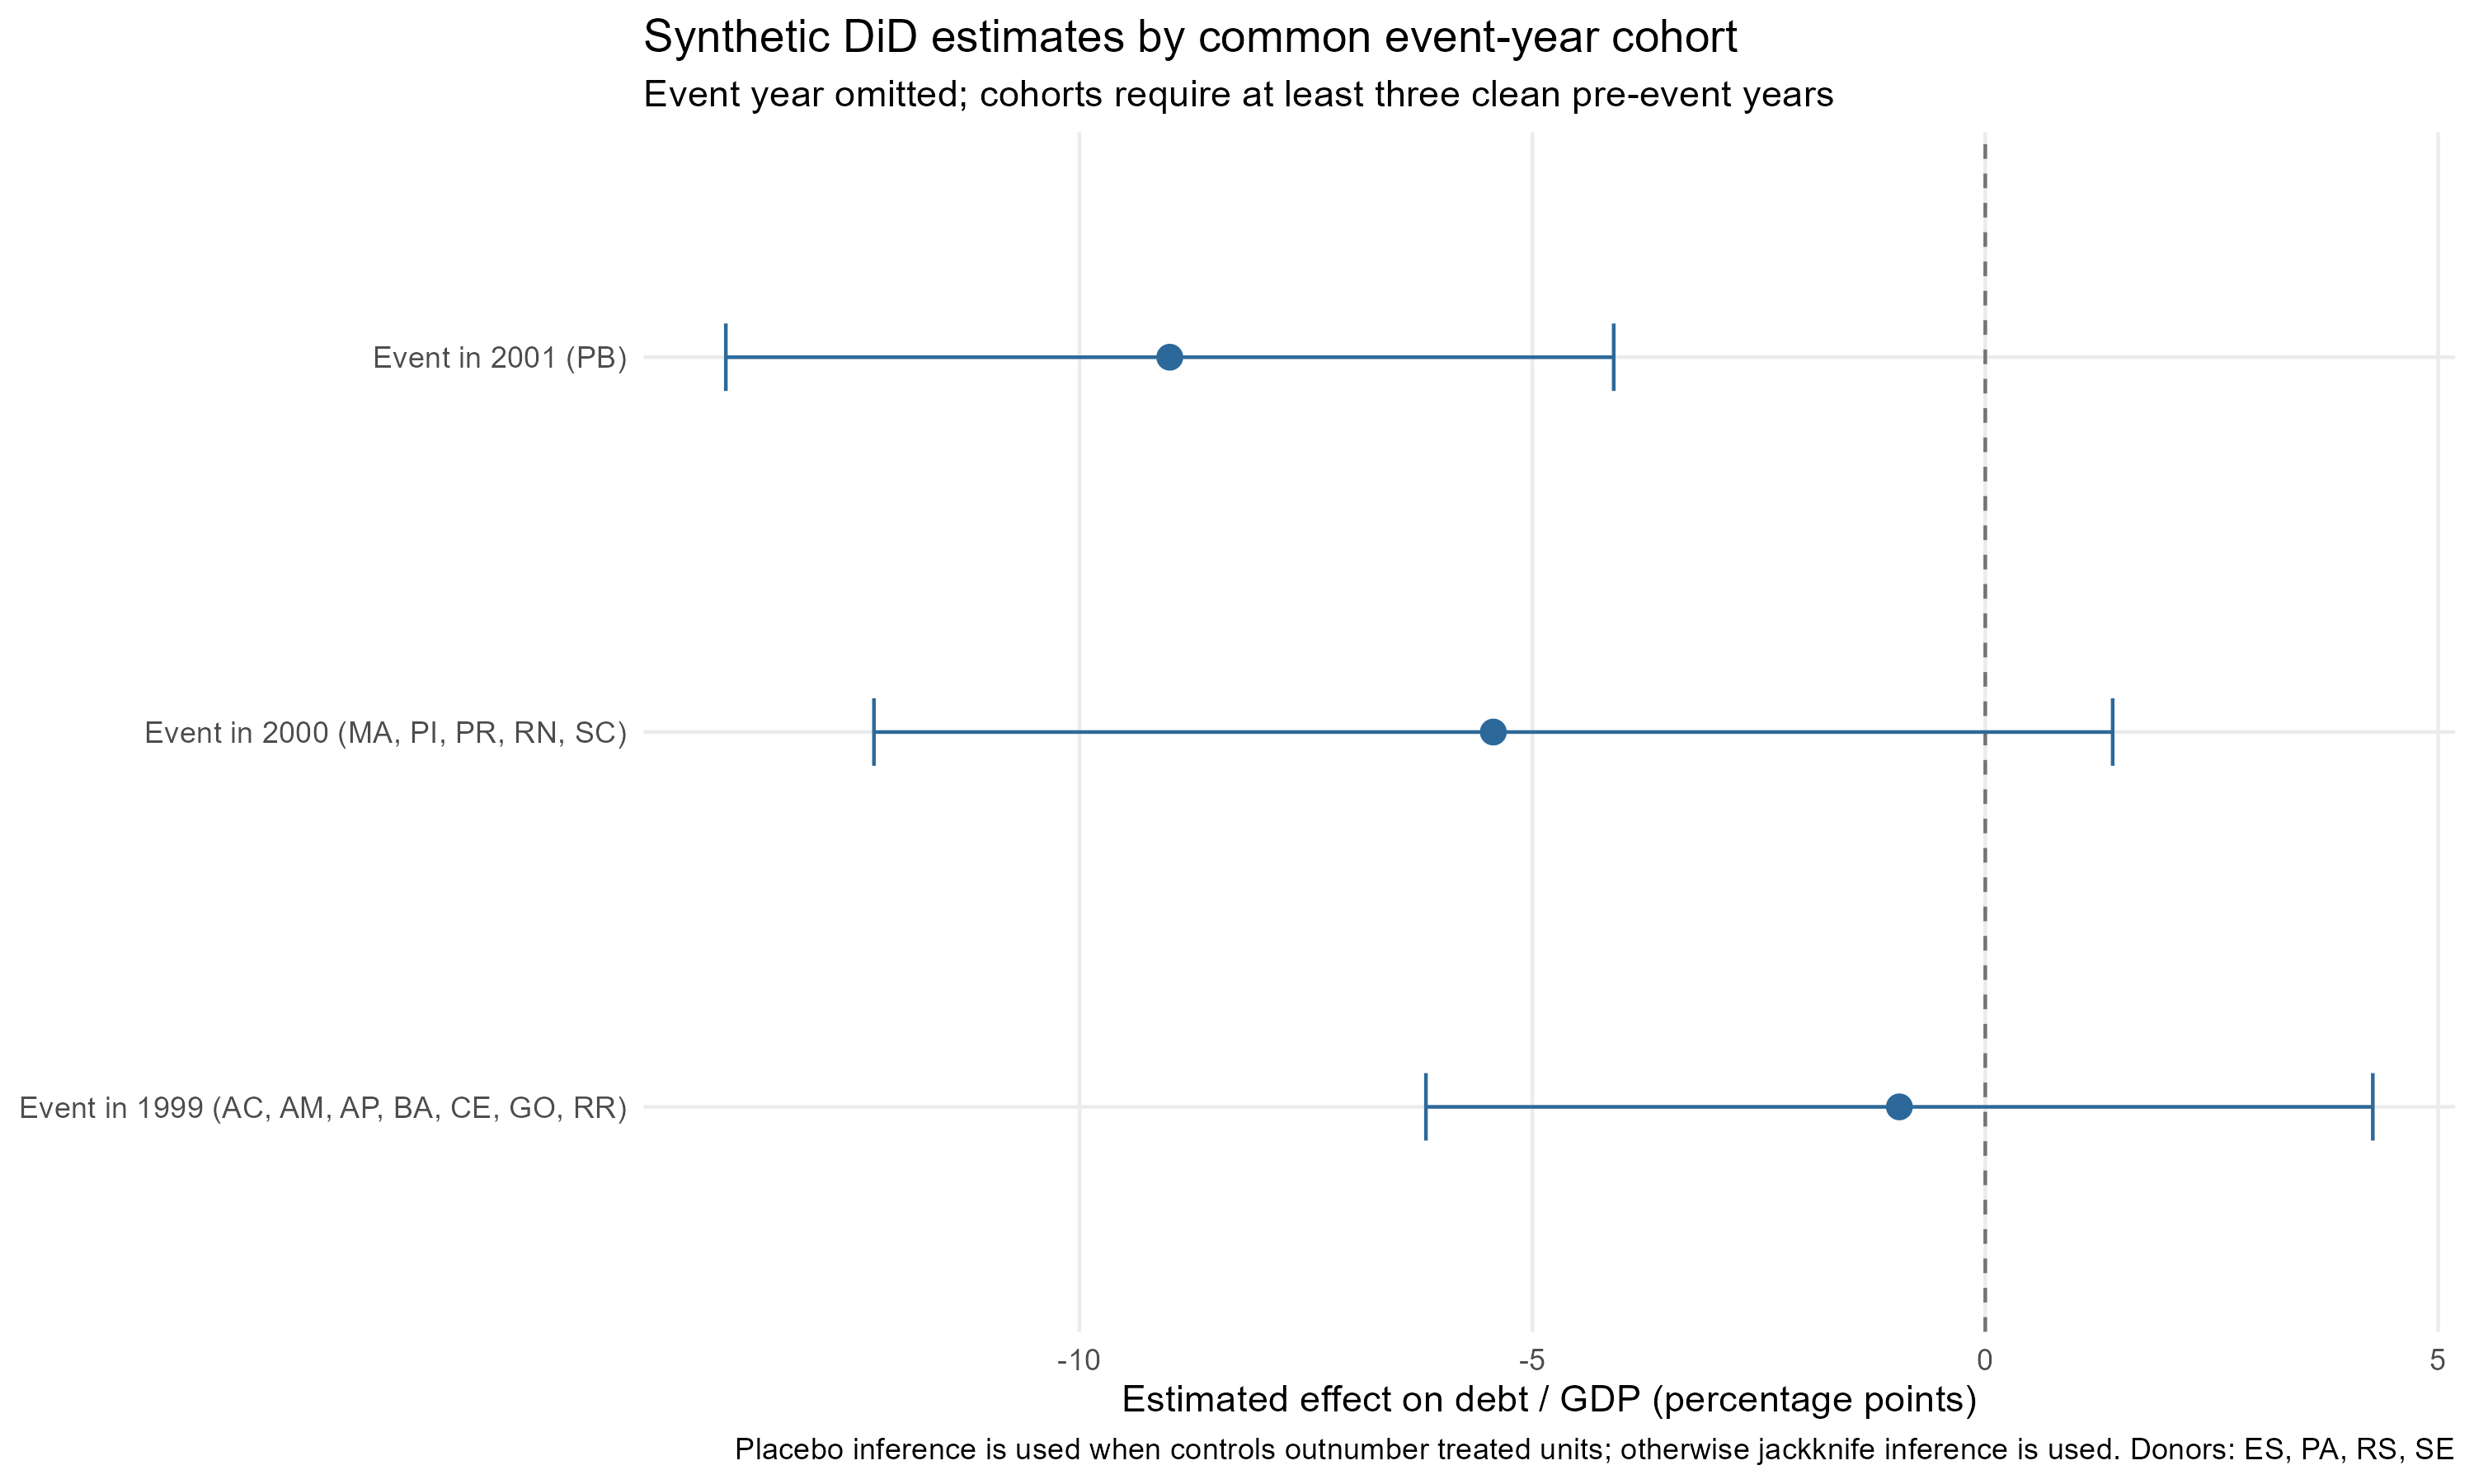 Synthetic DiD estimates by common event-year cohort
Event year omitted; cohorts require at least three clean pre-event years
Event in 2001 (PB)
Event in 2000 (MA, PI, PR, RN, SC)
Event in 1999 (AC, AM, AP, BA, CE, GO, RR)
-10
-5
0
5
Estimated effect on debt / GDP (percentage points)
Placebo inference is used when controls outnumber treated units; otherwise jackknife inference is used. Donors: ES, PA, RS, SE